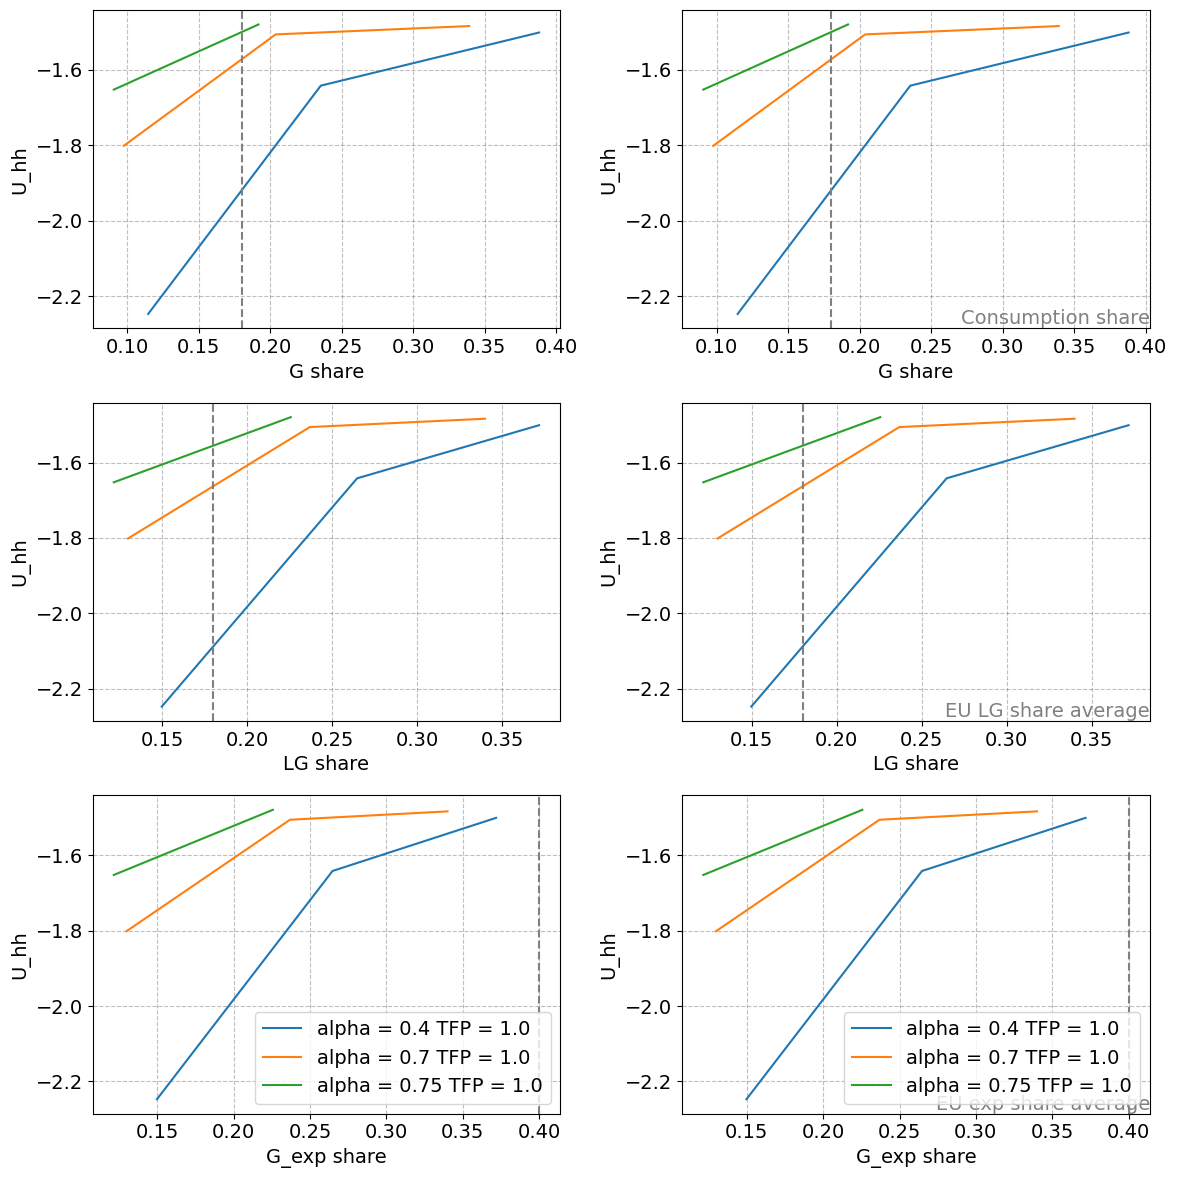 −1.6
−1.8
−2.0
−2.2
U_hh
0.10 0.15 0.20 0.25 0.30 0.35 0.40
G share
−1.6
−1.8
−2.0
−2.2
U_hh
Consumption share
0.10 0.15 0.20 0.25 0.30 0.35 0.40
G share
−1.6
−1.8
−2.0
−2.2
U_hh
0.15 0.20 0.25 0.30 0.35
LG share
−1.6
−1.8
−2.0
−2.2
U_hh
EU LG share average
0.15 0.20 0.25 0.30 0.35
LG share
−1.6
−1.8
−2.0
−2.2
U_hh
alpha = 0.4 TFP = 1.0
alpha = 0.7 TFP = 1.0
alpha = 0.75 TFP = 1.0
0.15 0.20 0.25 0.30 0.35 0.40
G_exp share
−1.6
−1.8
−2.0
−2.2
U_hh
alpha = 0.4 TFP = 1.0
alpha = 0.7 TFP = 1.0
alpha = 0.75 TFP = 1.0
EU exp share average
0.15 0.20 0.25 0.30 0.35 0.40
G_exp share